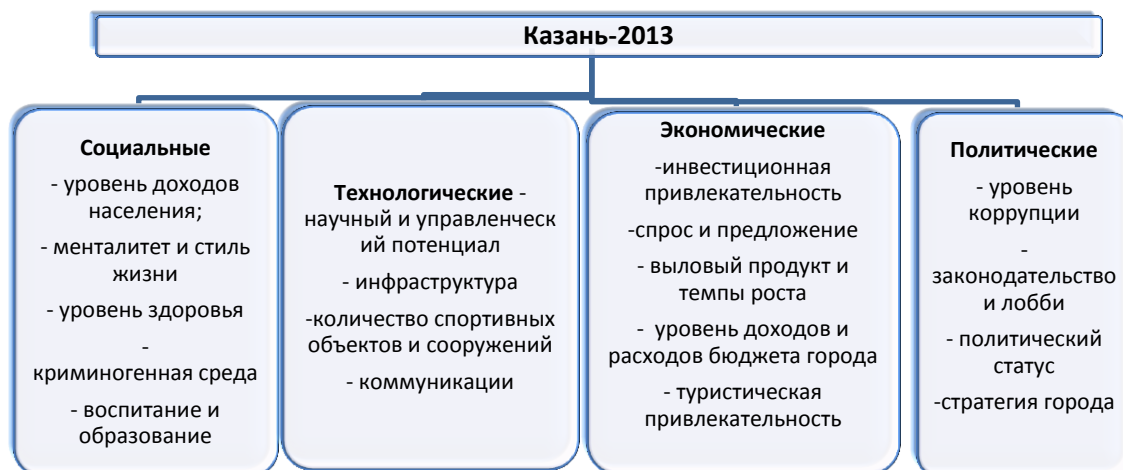 Казань-2013
Социальные
- уровень доходов
населения;
- менталитет и стиль
жизни
- уровень здоровья
-
криминогенная среда
- воспитание и
образование
Технологические -
научный и управленческ
ий потенциал
- инфраструктура
-количество спортивных
объектов и сооружений
- коммуникации
Экономические
-инвестиционная
привлекательность
-спрос и предложение
- выловый продукт и
темпы роста
- уровень доходов и
расходов бюджета города
- туристическая
привлекательность
Политические
- уровень
коррупции
-
законодательство
и лобби
- политический
статус
-стратегия города